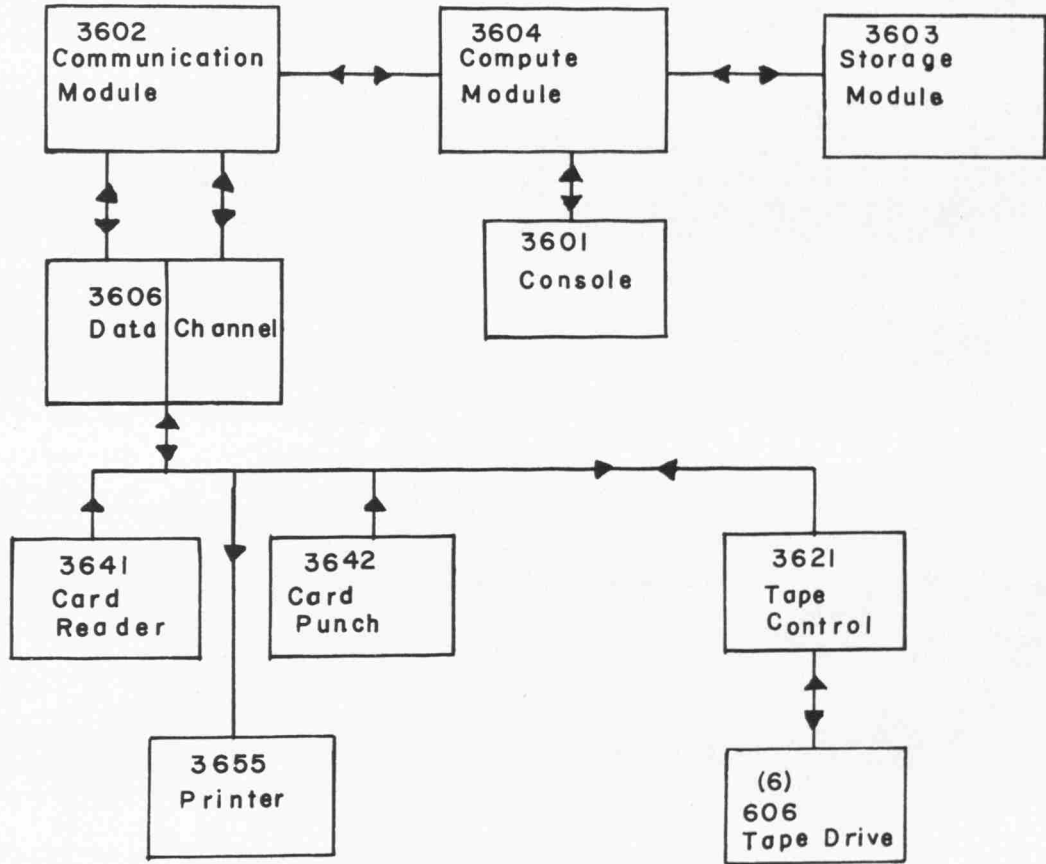 3602
Communication
Module
3604
Compute
Module
3603
Storage
Module
3601
Console
3606
Data Channel
3641
Card
Reader
3642
Card
Punch
3621
Tape
Control
3655
Printer
(6)
606
Tape Drive